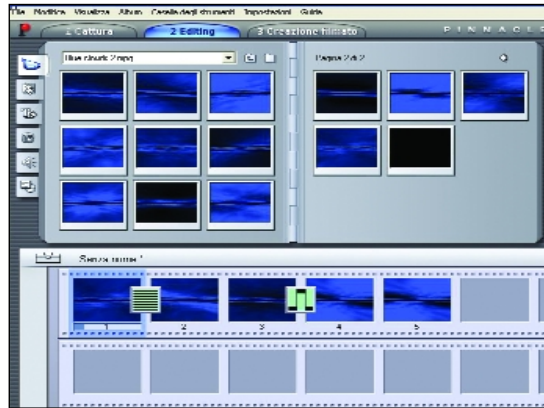 File Modifica Visualizza Album Casella degli strumenti Impostazioni Guida
1 Cattura 2 Editing 3 Creazione filmato PINNACLE
Blue clouds 2.mpg Pagina 2 di 2
Senza nome *
1 2 3 4 5